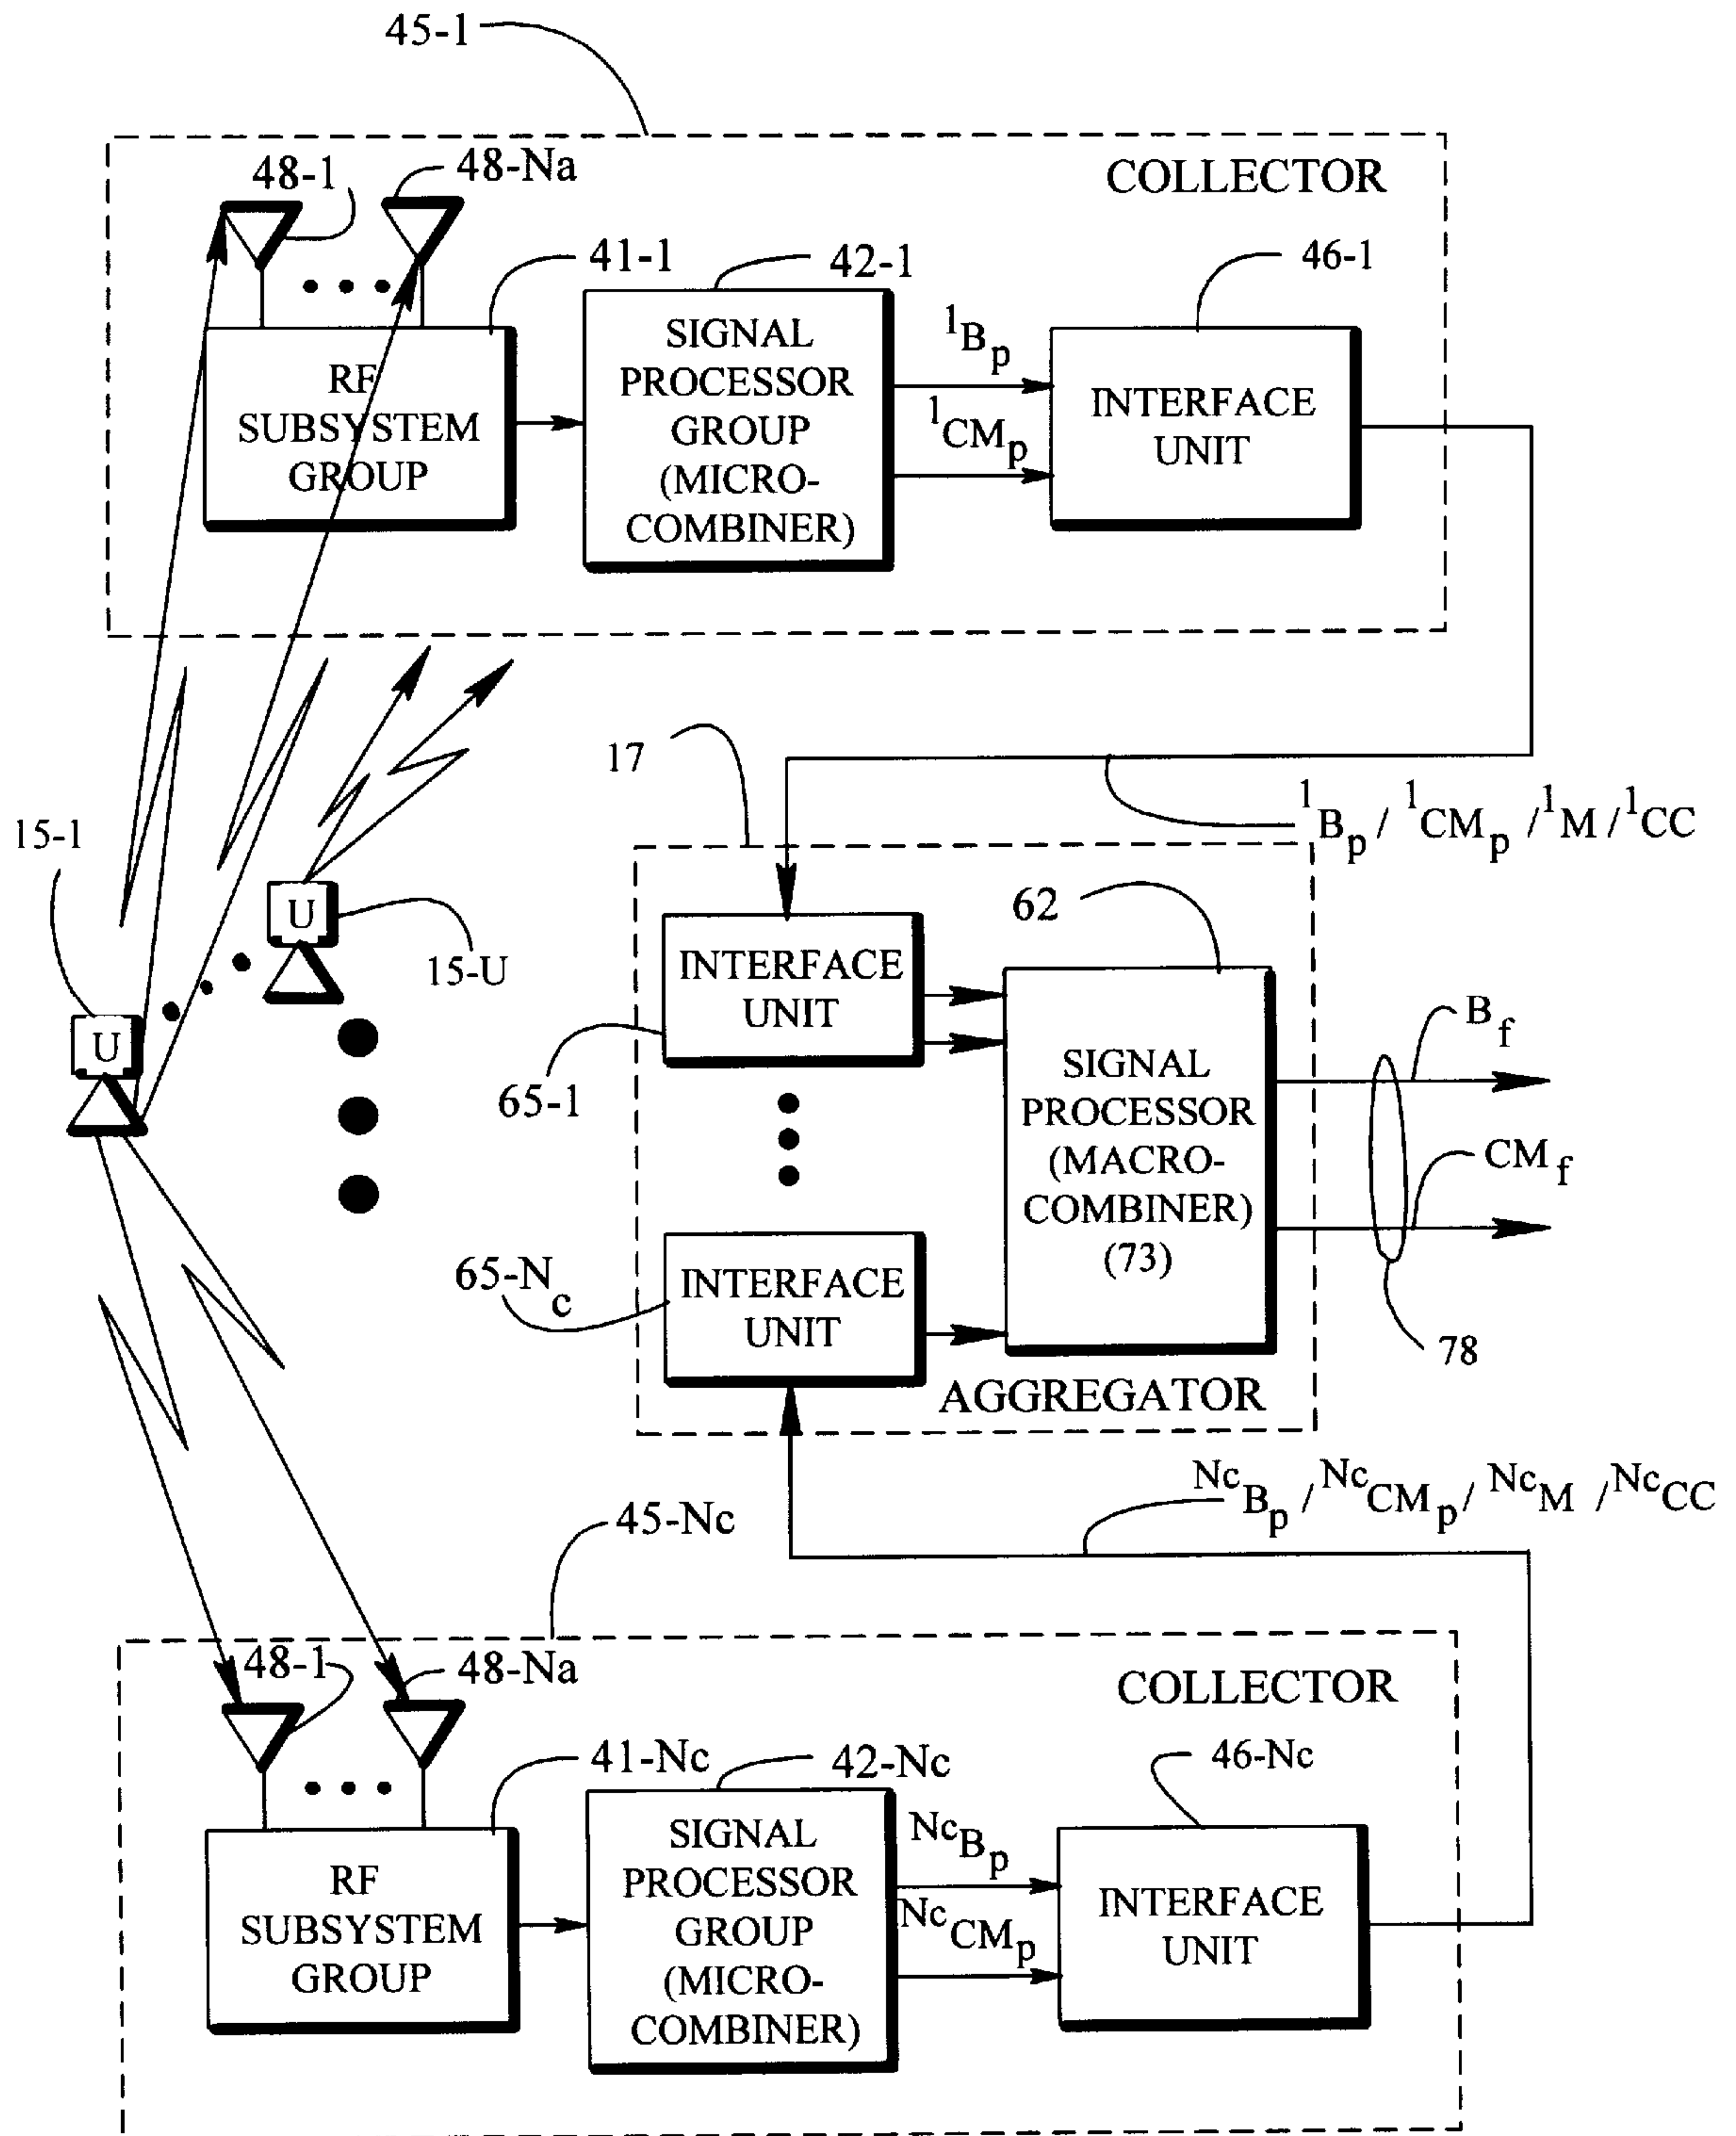 45-1
COLLECTOR
48-1
48-Na
41-1
42-1
46-1
RF
SUBSYSTEM
GROUP
SIGNAL
PROCESSOR
GROUP
(MICRO-
COMBINER)
1Bp
1CMp
INTERFACE
UNIT
17
1Bp / 1CMp / 1M / 1CC
15-1
U
U
15-U
62
INTERFACE
UNIT
65-1
SIGNAL
PROCESSOR
(MACRO-
COMBINER)
(73)
Bf
CMf
78
65-Nc
INTERFACE
UNIT
AGGREGATOR
NcBp / NcCMp / NcM / NcCC
45-Nc
COLLECTOR
48-1
48-Na
41-Nc
42-Nc
46-Nc
RF
SUBSYSTEM
GROUP
SIGNAL
PROCESSOR
GROUP
(MICRO-
COMBINER)
NcBp
NcCMp
INTERFACE
UNIT